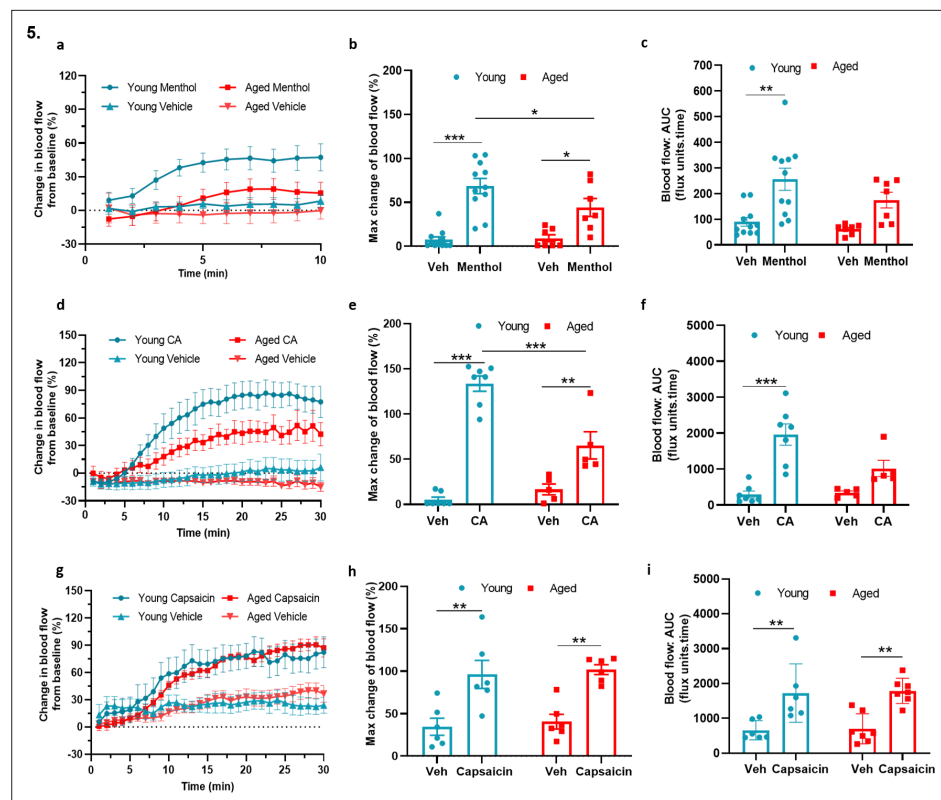 5.
a
Change in blood flow
from baseline (%)
120
90
60
30
0
-30
Young Menthol
Aged Menthol
Young Vehicle
Aged Vehicle
5
10
Time (min)
b
Max change of blood flow (%)
200
150
100
50
0
Young
Aged
***
*
*
Veh
Menthol
Veh
Menthol
c
Blood flow: AUC
(flux units.time)
700
600
500
400
300
200
100
0
Young
Aged
**
Veh
Menthol
Veh
Menthol
d
Change in blood flow
from baseline (%)
150
120
90
60
30
0
-30
Young CA
Aged CA
Young Vehicle
Aged Vehicle
0
5
10
15
20
25
30
Time (min)
e
Max change of blood flow (%)
200
150
100
50
0
Young
Aged
***
***
**
Veh
CA
Veh
CA
f
Blood flow: AUC
(flux units.time)
5000
4000
3000
2000
1000
0
Young
Aged
***
Veh
CA
Veh
CA
g
Change in blood flow
from baseline (%)
150
120
90
60
30
0
-30
Young Capsaicin
Aged Capsaicin
Young Vehicle
Aged Vehicle
0
5
10
15
20
25
30
Time (min)
h
Max change of blood flow (%)
200
150
100
50
0
Young
Aged
**
**
Veh
Capsaicin
Veh
Capsaicin
i
Blood flow: AUC
(flux units.time)
5000
4000
3000
2000
1000
0
Young
Aged
**
**
Veh
Capsaicin
Veh
Capsaicin